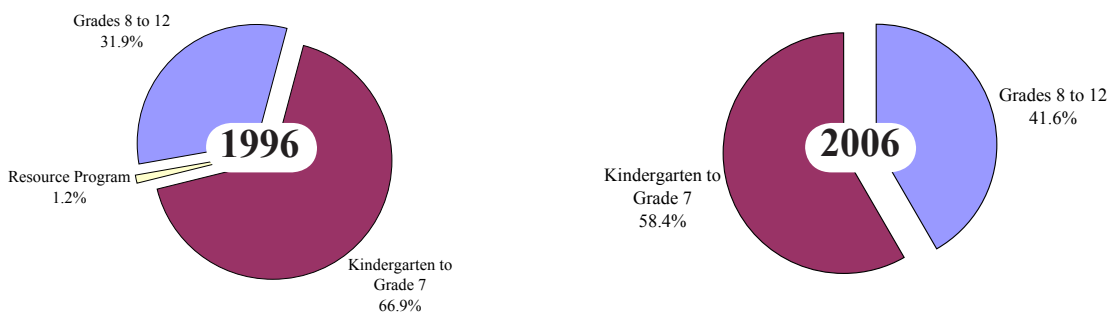 Grades 8 to 12
31.9%
1996
Resource Program
1.2%
Kindergarten to
Grade 7
66.9%
Grades 8 to 12
41.6%
2006
Kindergarten to
Grade 7
58.4%